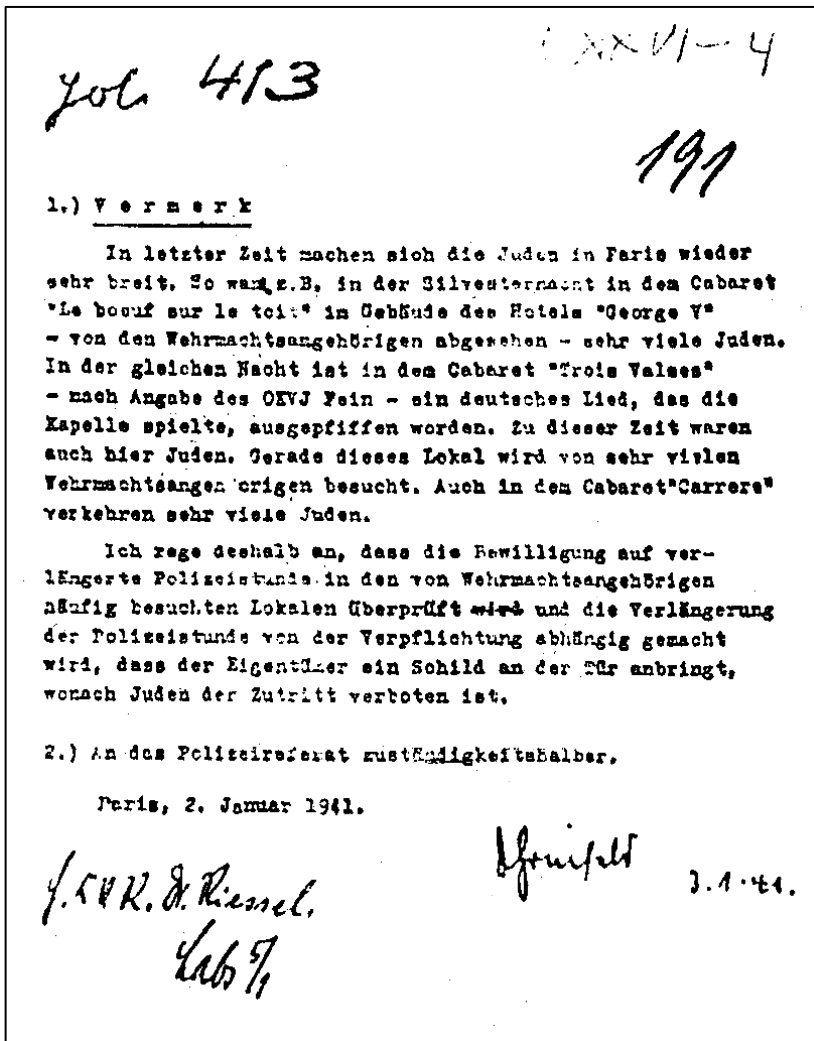 XXVI-4
413
191
1.) V e r m e r k
In letzter Zeit machen sich die Juden in Paris wieder
sehr breit. So war z.B. in der Silvesternacht in dem Cabaret
"Le boeuf sur le toit" in Gebäude des Hotels "George V"
- von den Wehrmachtsangehörigen abgesehen - sehr viele Juden.
In der gleichen Nacht ist in dem Cabaret "Trois Valses"
- nach Angabe des OKVJ Fein - ein deutsches Lied, das die
Kapelle spielte, ausgepfiffen worden. Zu dieser Zeit waren
auch hier Juden. Gerade dieses Lokal wird von sehr vielen
Wehrmachtsangehörigen besucht. Auch in dem Cabaret"Carrere"
verkehren sehr viele Juden.
Ich rege deshalb an, dass die Bewilligung auf ver-
längerte Polizeistunde in den von Wehrmachtsangehörigen
häufig besuchten Lokalen überprüft wird und die Verlängerung
der Polizeistunde von der Verpflichtung abhängig gemacht
wird, dass der Eigentümer ein Schild an der Tür anbringt,
wonach Juden der Zutritt verboten ist.
2.) An das Polizeireferat zuständigkeitshalber.
Paris, 2. Januar 1941.
3.1.41.